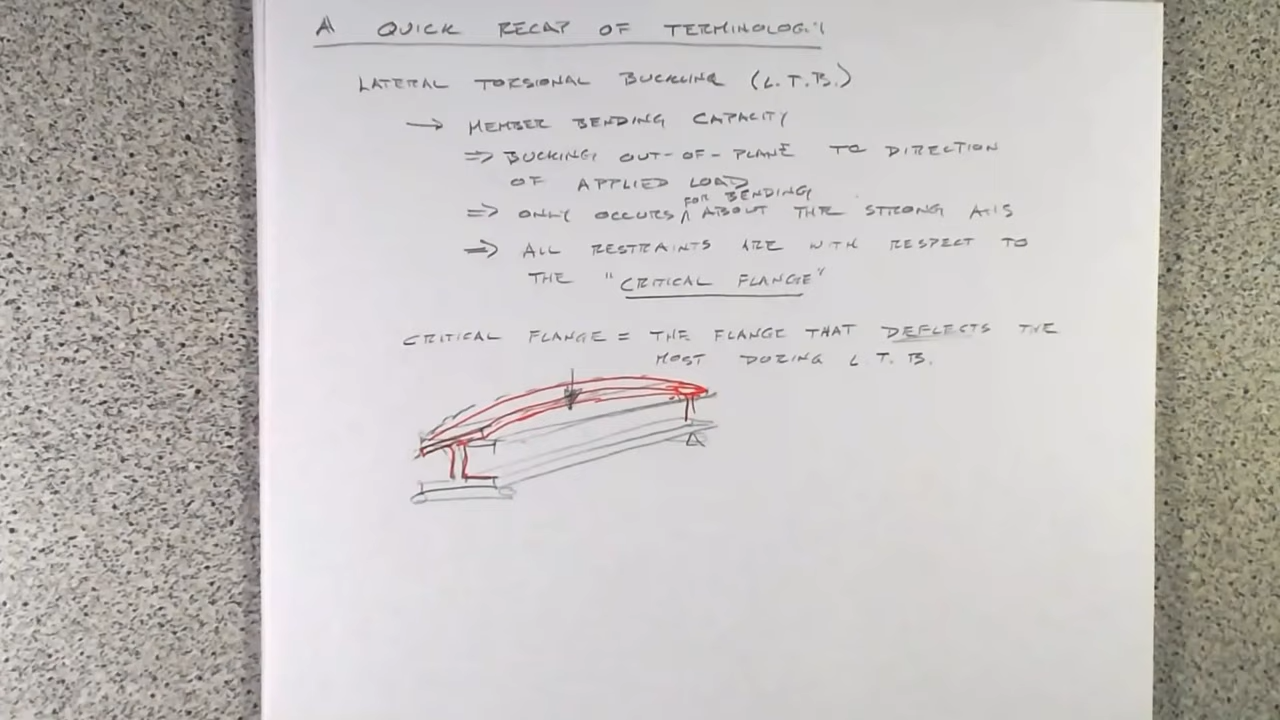 A QUICK RECAP OF TERMINOLOGY
LATERAL TORSIONAL BUCKLING (L.T.B.)
→ MEMBER BENDING CAPACITY
⇒ BUCKING OUT-OF-PLANE TO DIRECTION
OF APPLIED LOAD
FOR BENDING
⇒ ONLY OCCURS ^ ABOUT THE STRONG AXIS
⇒ ALL RESTRAINTS ARE WITH RESPECT TO
THE "CRITICAL FLANGE"
CRITICAL FLANGE = THE FLANGE THAT DEFLECTS THE
MOST DURING L.T.B.